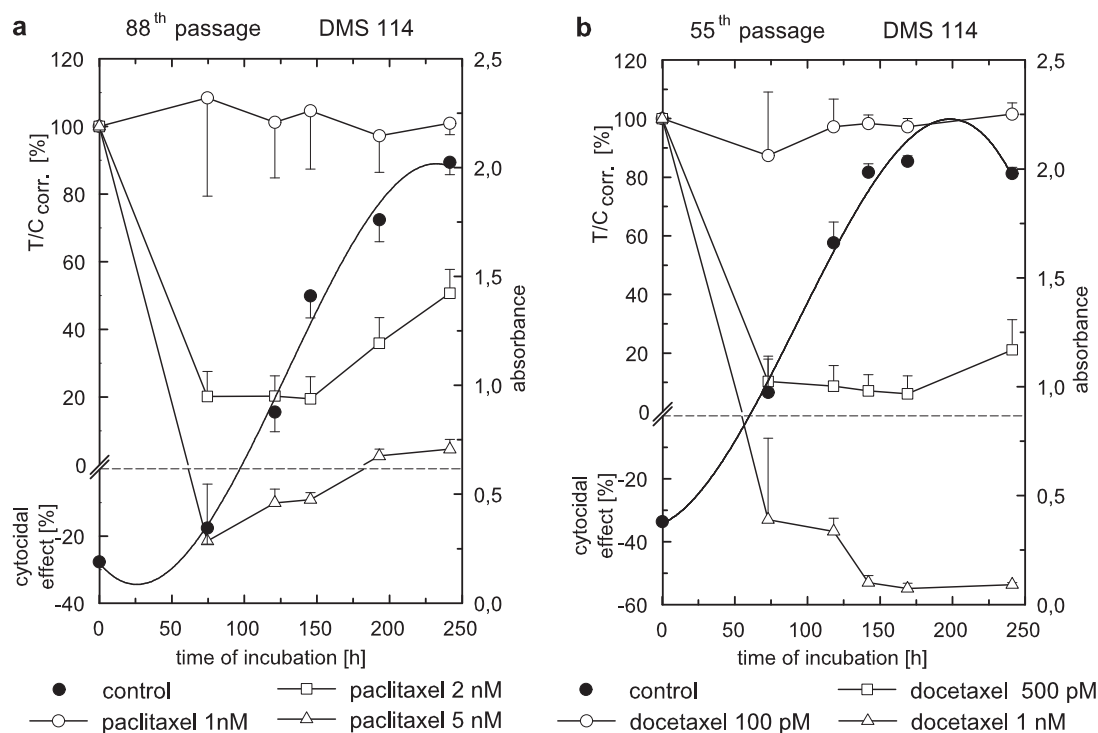 a 88th passage DMS 114
120
100
80
60
40
20
0
-20
-40
T/C corr. [%]
cytocidal effect [%]
2,5
2.0
1,5
1,0
0,5
0,0
absorbance
0 50 100 150 200 250
time of incubation [h]
control
paclitaxel 1nM
paclitaxel 2 nM
paclitaxel 5 nM
b 55th passage DMS 114
120
100
80
60
40
20
0
-20
-40
-60
T/C corr. [%]
cytocidal effect [%]
2,5
2.0
1,5
1,0
0,5
0,0
absorbance
0 50 100 150 200 250
time of incubation [h]
control
docetaxel 100 pM
docetaxel 500 pM
docetaxel 1 nM